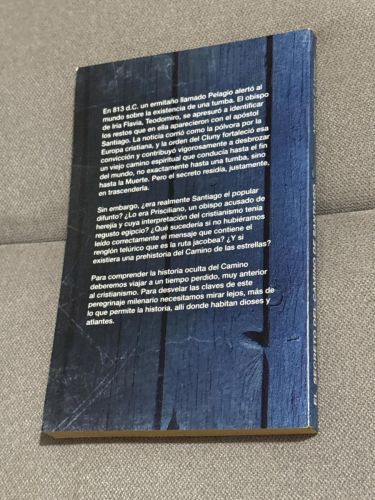 En 813 d.C. un ermitaño llamado Pelagio alertó al
mundo sobre la existencia de una tumba. El obispo
de Iria Flavia, Teodomiro, se apresuró a identificar
los restos que en ella aparecieron con el apóstol
Santiago. La noticia corrió como la pólvora por la
Europa cristiana, y la orden del Cluny fortaleció esa
convicción y contribuyó vigorosamente a desbrozar
un viejo camino espiritual que conducía hasta el fin
del mundo, no exactamente hasta una tumba, sino
hasta la Muerte. Pero el secreto residía, justamente,
en trascenderla.
Sin embargo, ¿era realmente Santiago el popular
difunto? ¿Lo era Prisciliano, un obispo acusado de
herejía y cuya interpretación del cristianismo tenía
regusto egipcio? ¿Qué sucedería si no hubiéramos
leído correctamente el mensaje que contiene el
renglón telúrico que es la ruta jacobea? ¿Y si
existiera una prehistoria del Camino de las estrellas?
Para comprender la historia oculta del Camino
deberemos viajar a un tiempo perdido, muy anterior
al cristianismo. Para desvelar las claves de este
peregrinaje milenario necesitamos mirar lejos, más de
lo que permite la historia, allí donde habitan dioses y
atlantes.
EL SECRETO DEL CAMINO DE